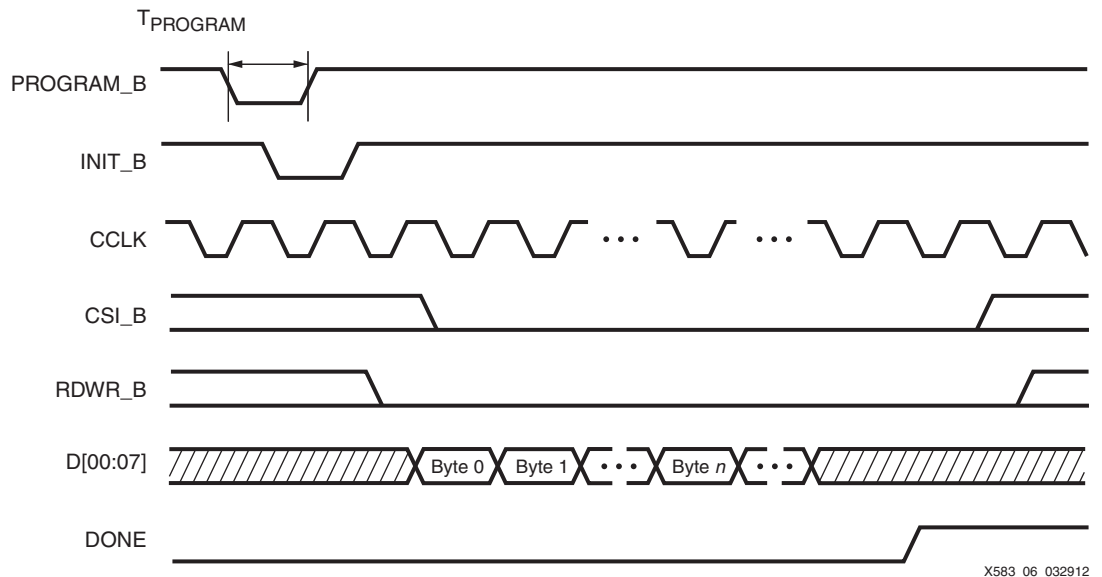 TPROGRAM
PROGRAM_B
INIT_B
CCLK
CSI_B
RDWR_B
D[00:07] Byte 0 Byte 1 Byte n
DONE
X583_06_032912